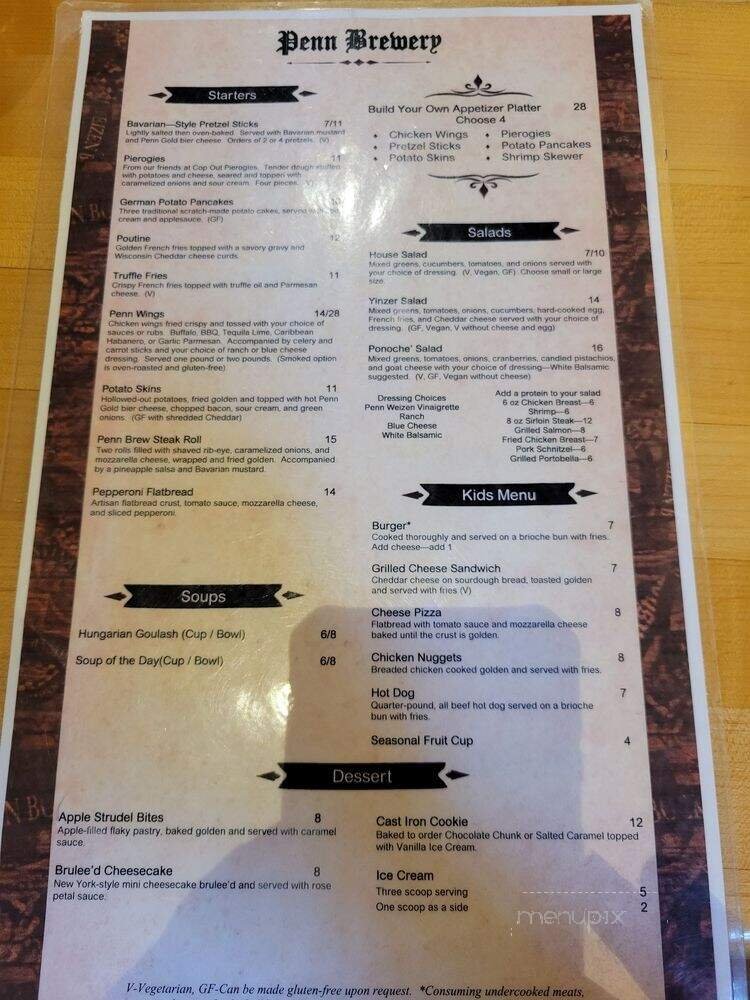 Penn Brewery
Starters
Bavarian—Style Pretzel Sticks 7/11
Lightly salted then oven-baked. Served with Bavarian mustard
and Penn Gold bier cheese. Orders of 2 or 4 pretzels. (V)
Pierogies 11
From our friends at Cop Out Pierogies. Tender dough stuffed
with potatoes and cheese, seared and topped with
caramelized onions and sour cream. Four pieces. (V)
German Potato Pancakes 10
Three traditional scratch-made potato cakes, served with
cream and applesauce. (GF)
Poutine 12
Golden French fries topped with a savory gravy and
Wisconsin Cheddar cheese curds.
Truffle Fries 11
Crispy French fries topped with truffle oil and Parmesan
cheese. (V)
Penn Wings 14/28
Chicken wings fried crispy and tossed with your choice of
sauces or rubs. Buffalo, BBQ, Tequila Lime, Caribbean
Habanero, or Garlic Parmesan. Accompanied by celery and
carrot sticks and your choice of ranch or blue cheese
dressing. Served one pound or two pounds. (Smoked option
is oven-roasted and gluten-free)
Potato Skins 11
Hollowed-out potatoes, fried golden and topped with hot Penn
Gold bier cheese, chopped bacon, sour cream, and green
onions. (GF with shredded Cheddar)
Penn Brew Steak Roll 15
Two rolls filled with shaved rib-eye, caramelized onions, and
mozzarella cheese, wrapped and fried golden. Accompanied
by a pineapple salsa and Bavarian mustard.
Pepperoni Flatbread 14
Artisan flatbread crust, tomato sauce, mozzarella cheese,
and sliced pepperoni.
Soups
Hungarian Goulash (Cup / Bowl) 6/8
Soup of the Day(Cup / Bowl) 6/8
Build Your Own Appetizer Platter 28
Choose 4
♦ Chicken Wings ♦ Pierogies
♦ Pretzel Sticks ♦ Potato Pancakes
♦ Potato Skins ♦ Shrimp Skewer
Salads
House Salad 7/10
Mixed greens, cucumbers, tomatoes, and onions served with
your choice of dressing. (V, Vegan, GF) Choose small or large
size.
Yinzer Salad 14
Mixed greens, tomatoes, onions, cucumbers, hard-cooked egg,
French fries, and Cheddar cheese served with your choice of
dressing. (GF, Vegan, V without cheese and egg)
Ponoche' Salad 16
Mixed greens, tomatoes, onions, cranberries, candied pistachios,
and goat cheese with your choice of dressing—White Balsamic
suggested. (V, GF, Vegan without cheese)
Dressing Choices
Penn Weizen Vinaigrette
Ranch
Blue Cheese
White Balsamic
Add a protein to your salad
6 oz Chicken Breast—6
Shrimp—6
8 oz Sirloin Steak—12
Grilled Salmon—8
Fried Chicken Breast—7
Pork Schnitzel—6
Grilled Portobella—6
Kids Menu
Burger* 7
Cooked thoroughly and served on a brioche bun with fries.
Add cheese—add 1
Grilled Cheese Sandwich 7
Cheddar cheese on sourdough bread, toasted golden
and served with fries (V)
Cheese Pizza 8
Flatbread with tomato sauce and mozzarella cheese
baked until the crust is golden.
Chicken Nuggets 8
Breaded chicken cooked golden and served with fries.
Hot Dog 7
Quarter-pound, all beef hot dog served on a brioche
bun with fries.
Seasonal Fruit Cup 4
Dessert
Apple Strudel Bites 8
Apple-filled flaky pastry, baked golden and served with caramel
sauce.
Brulee'd Cheesecake 8
New York-style mini cheesecake brulee'd and served with rose
petal sauce.
Cast Iron Cookie 12
Baked to order Chocolate Chunk or Salted Caramel topped
with Vanilla Ice Cream.
Ice Cream
Three scoop serving 5
One scoop as a side 2
menupix
V-Vegetarian, GF-Can be made gluten-free upon request. *Consuming undercooked meats,